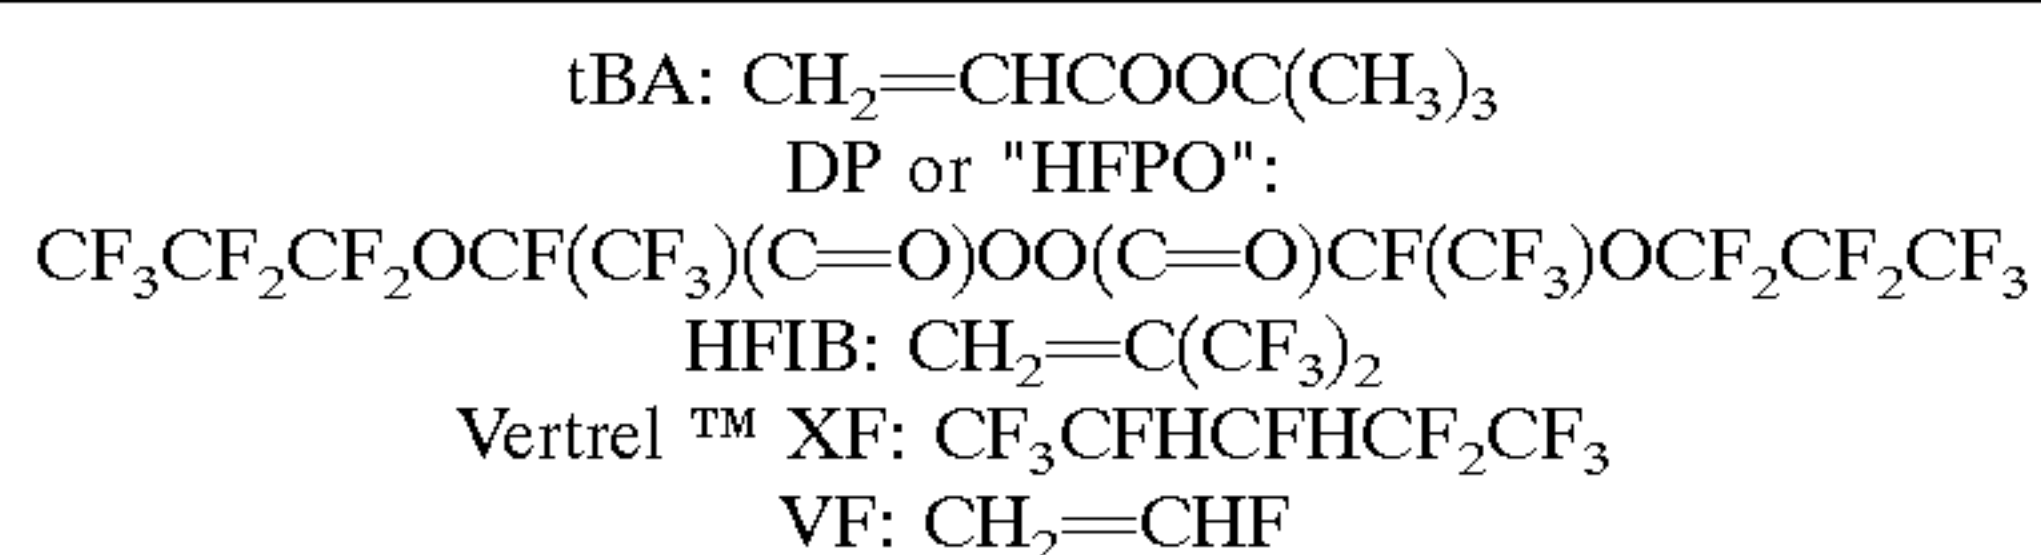 tBA: CH₂=CHCOOC(CH₃)₃
DP or "HFPO":
CF₃CF₂CF₂OCF(CF₃)(C=O)OO(C=O)CF(CF₃)OCF₂CF₂CF₃
HFIB: CH₂=C(CF₃)₂
Vertrel ™ XF: CF₃CFHCFHCF₂CF₃
VF: CH₂=CHF